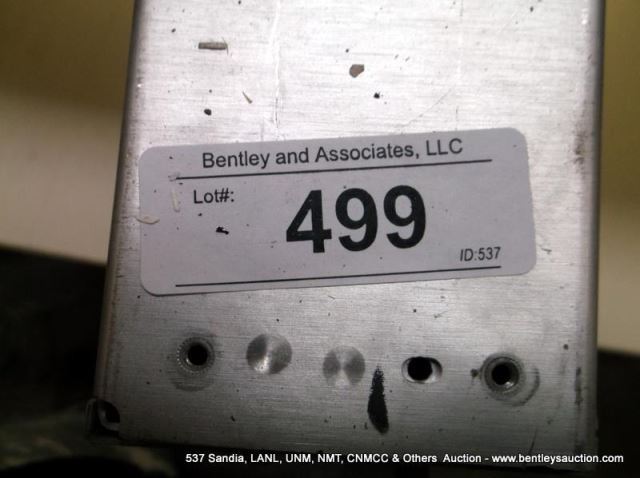 Bentley and Associates, LLC
Lot#:
499
ID:537
537 Sandia, LANL, UNM, NMT, CNMCC & Others Auction - www.bentleysauction.com